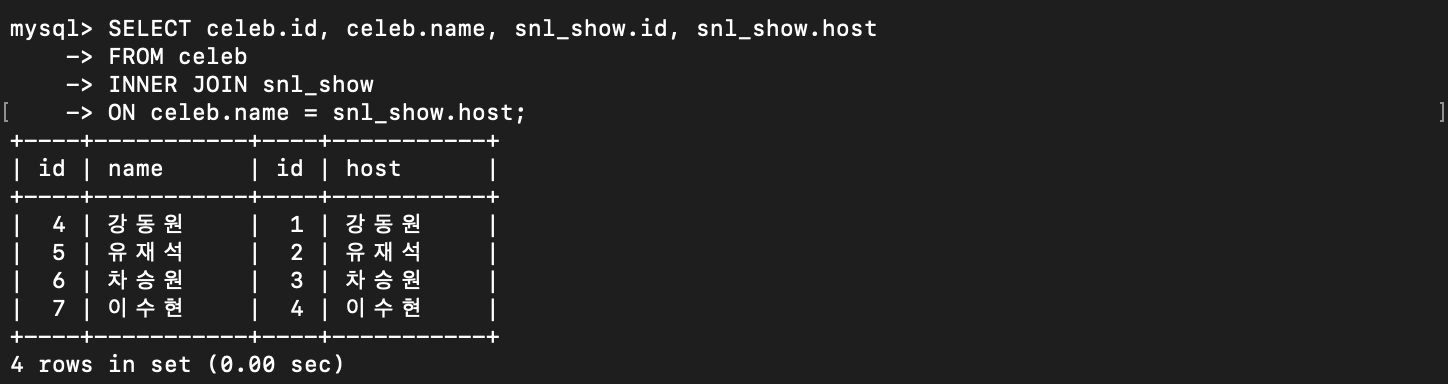 mysql> SELECT celeb.id, celeb.name, snl_show.id, snl_show.host
    -> FROM celeb
    -> INNER JOIN snl_show
[    -> ON celeb.name = snl_show.host;                                                                 ]
+----+-----------+----+-----------+
| id | name      | id | host      |
+----+-----------+----+-----------+
|  4 | 강동원    |  1 | 강동원    |
|  5 | 유재석    |  2 | 유재석    |
|  6 | 차승원    |  3 | 차승원    |
|  7 | 이수현    |  4 | 이수현    |
+----+-----------+----+-----------+
4 rows in set (0.00 sec)